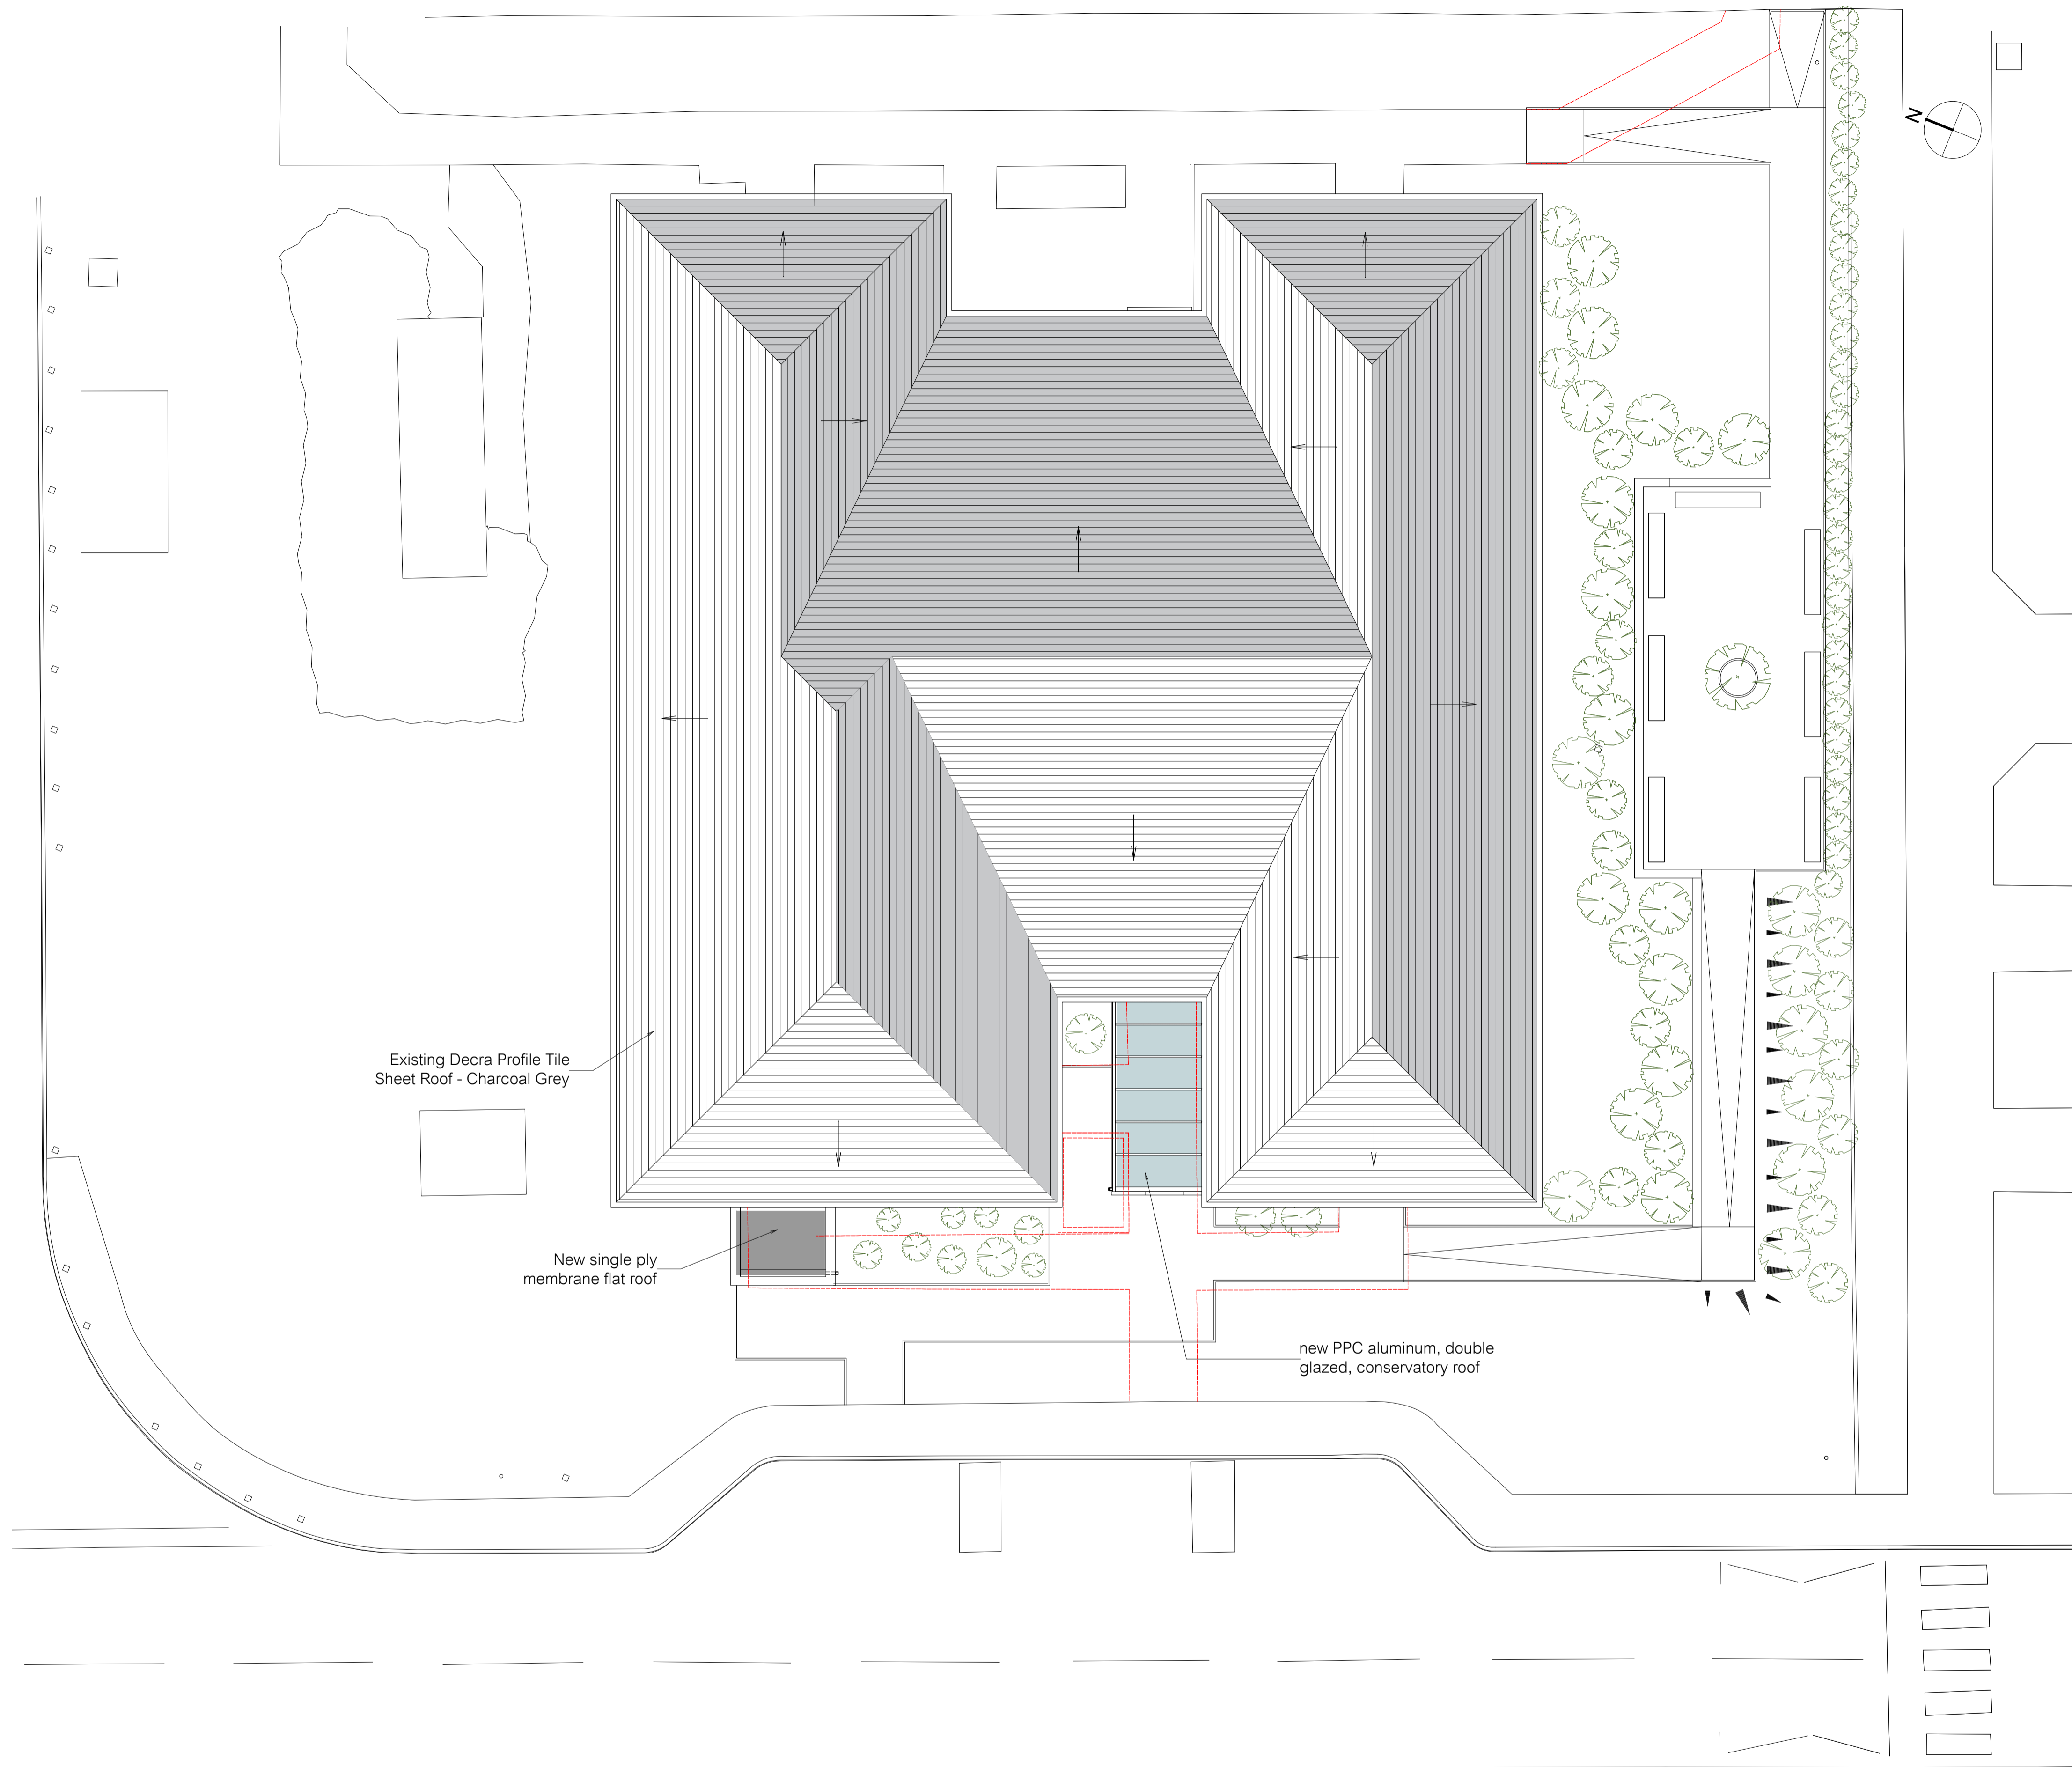 N
Existing Decra Profile Tile
Sheet Roof - Charcoal Grey
New single ply
membrane flat roof
new PPC aluminum, double
glazed, conservatory roof